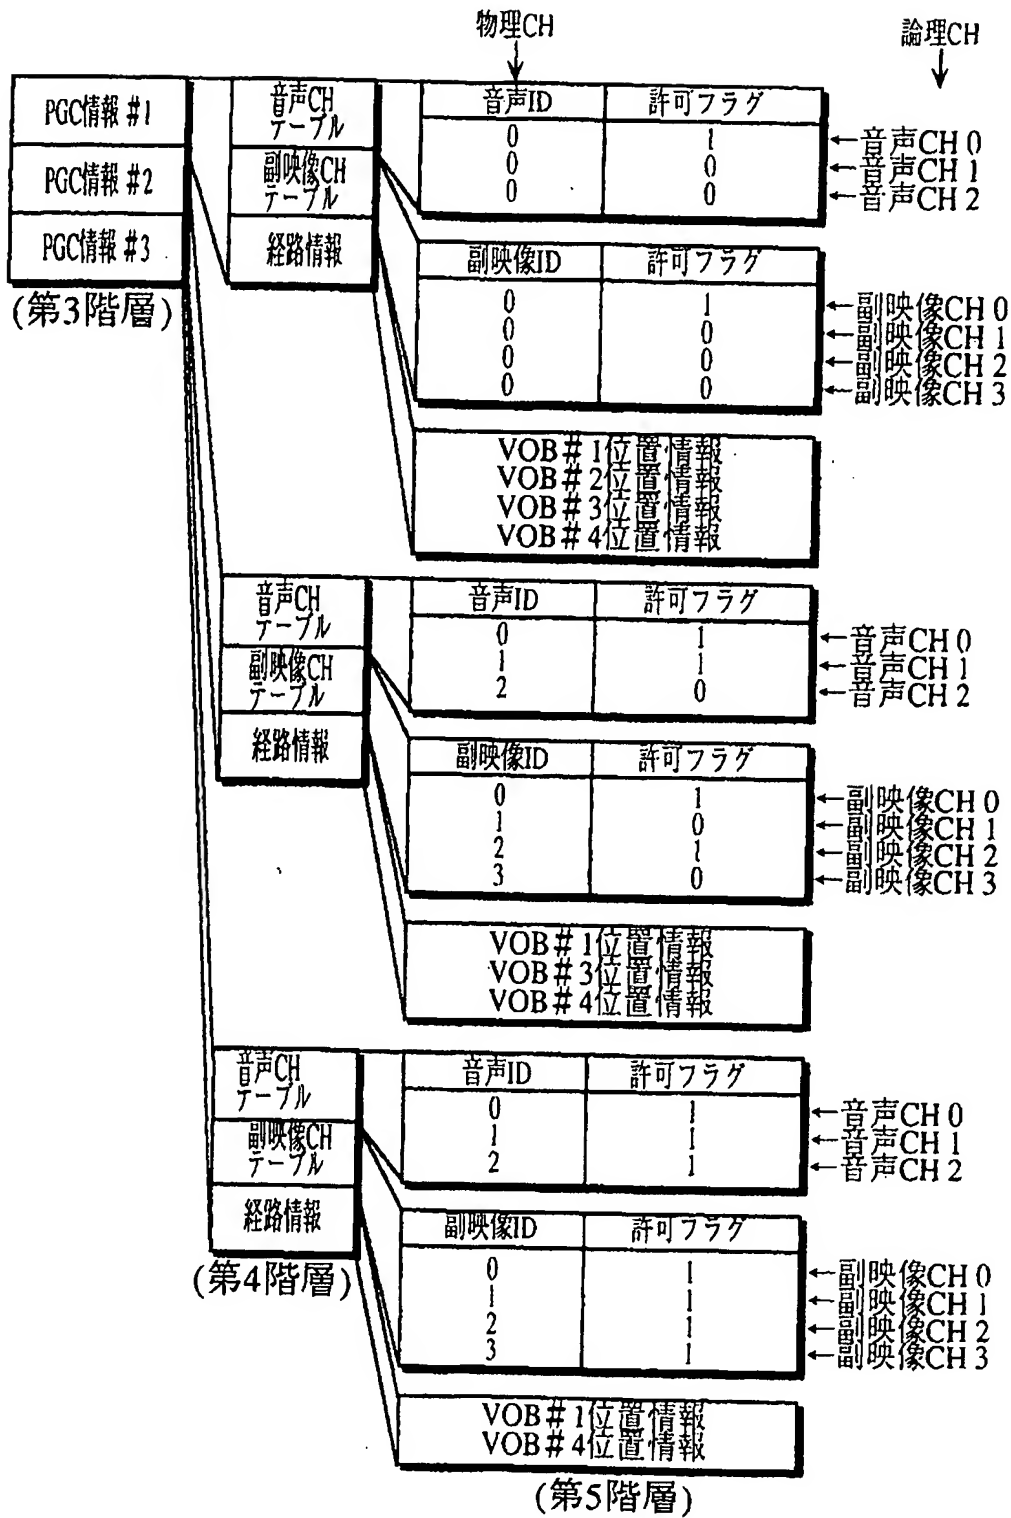 物理CH
論理CH
PGC情報 #1
PGC情報 #2
PGC情報 #3
(第3階層)
音声CH
テーブル
副映像CH
テーブル
経路情報
音声ID 許可フラグ
0 1 ←音声CH 0
0 0 ←音声CH 1
0 0 ←音声CH 2
副映像ID 許可フラグ
0 1 ←副映像CH 0
0 0 ←副映像CH 1
0 0 ←副映像CH 2
0 0 ←副映像CH 3
VOB#1位置情報
VOB#2位置情報
VOB#3位置情報
VOB#4位置情報
音声CH
テーブル
副映像CH
テーブル
経路情報
音声ID 許可フラグ
0 1 ←音声CH 0
1 1 ←音声CH 1
2 0 ←音声CH 2
副映像ID 許可フラグ
0 1 ←副映像CH 0
1 0 ←副映像CH 1
2 1 ←副映像CH 2
3 0 ←副映像CH 3
VOB#1位置情報
VOB#3位置情報
VOB#4位置情報
音声CH
テーブル
副映像CH
テーブル
経路情報
(第4階層)
音声ID 許可フラグ
0 1 ←音声CH 0
1 1 ←音声CH 1
2 1 ←音声CH 2
副映像ID 許可フラグ
0 1 ←副映像CH 0
1 1 ←副映像CH 1
2 1 ←副映像CH 2
3 1 ←副映像CH 3
VOB#1位置情報
VOB#4位置情報
(第5階層)